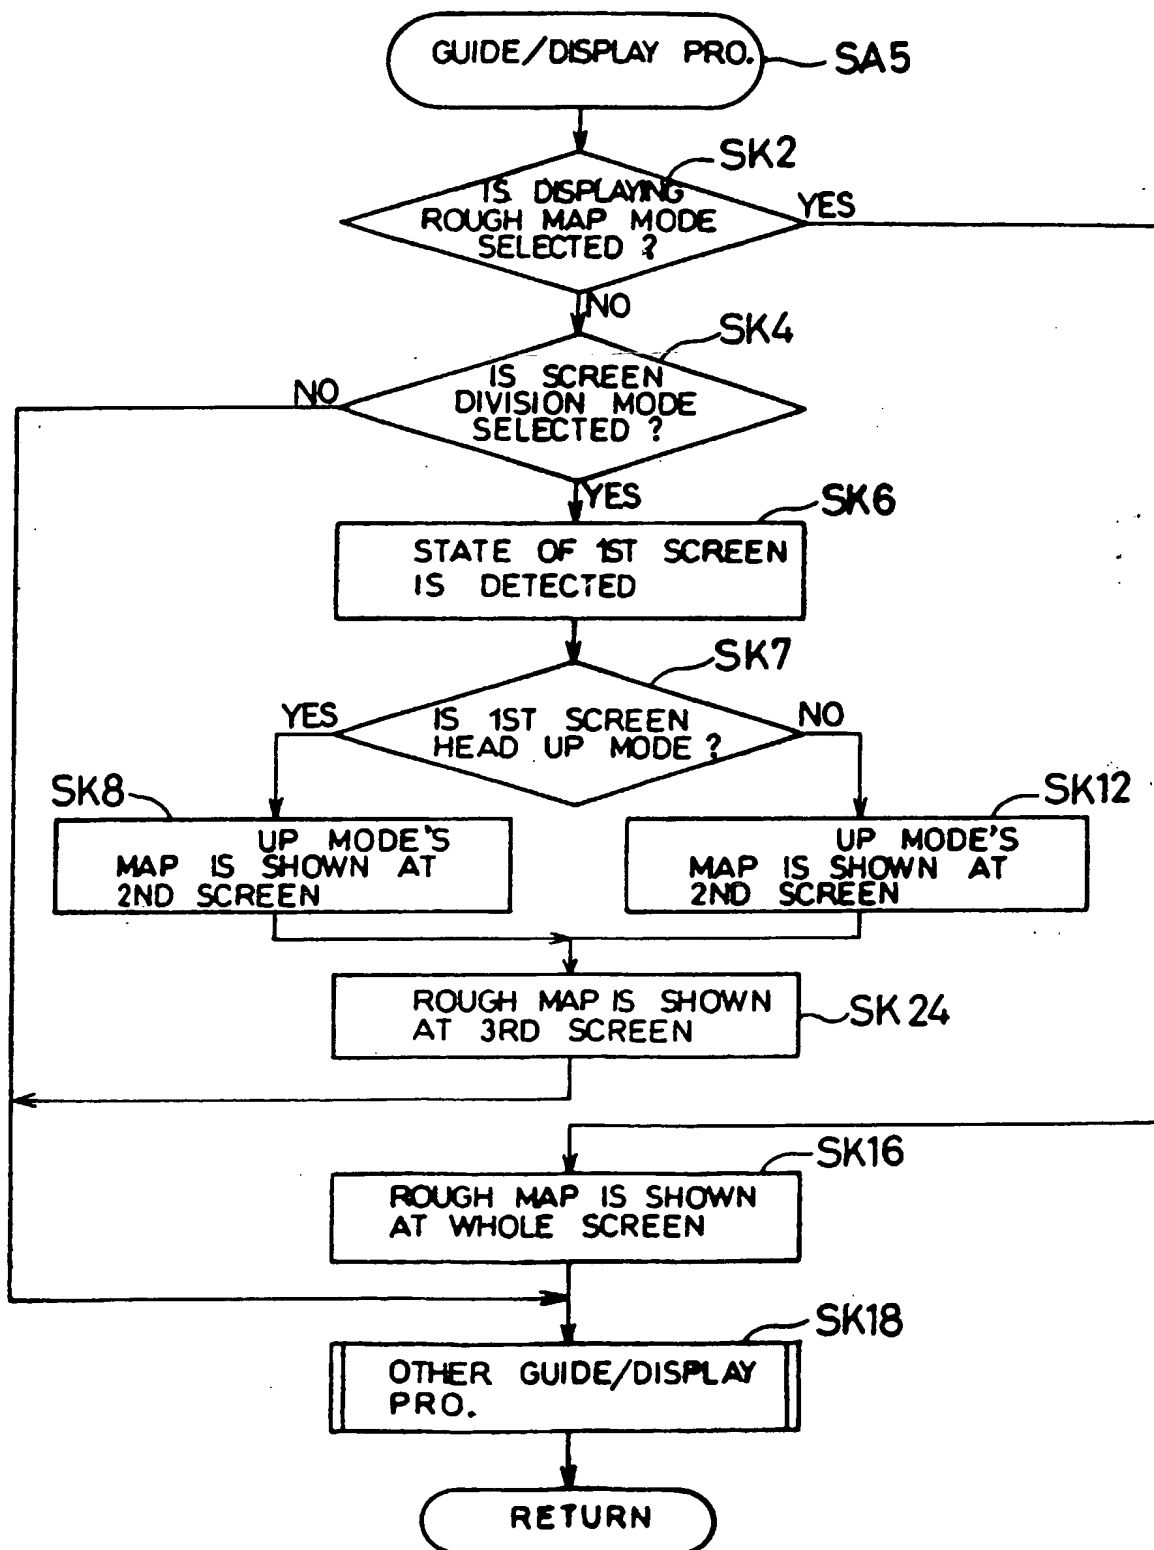 GUIDE/DISPLAY PRO.
SA5
SK2
IS DISPLAYING
ROUGH MAP MODE
SELECTED ?
YES
NO
SK4
IS SCREEN
DIVISION MODE
SELECTED ?
NO
YES
SK6
STATE OF 1ST SCREEN
IS DETECTED
SK7
IS 1ST SCREEN
HEAD UP MODE ?
YES
NO
SK8
UP MODE'S
MAP IS SHOWN AT
2ND SCREEN
SK12
UP MODE'S
MAP IS SHOWN AT
2ND SCREEN
ROUGH MAP IS SHOWN
AT 3RD SCREEN
SK24
SK16
ROUGH MAP IS SHOWN
AT WHOLE SCREEN
SK18
OTHER GUIDE/DISPLAY
PRO.
RETURN